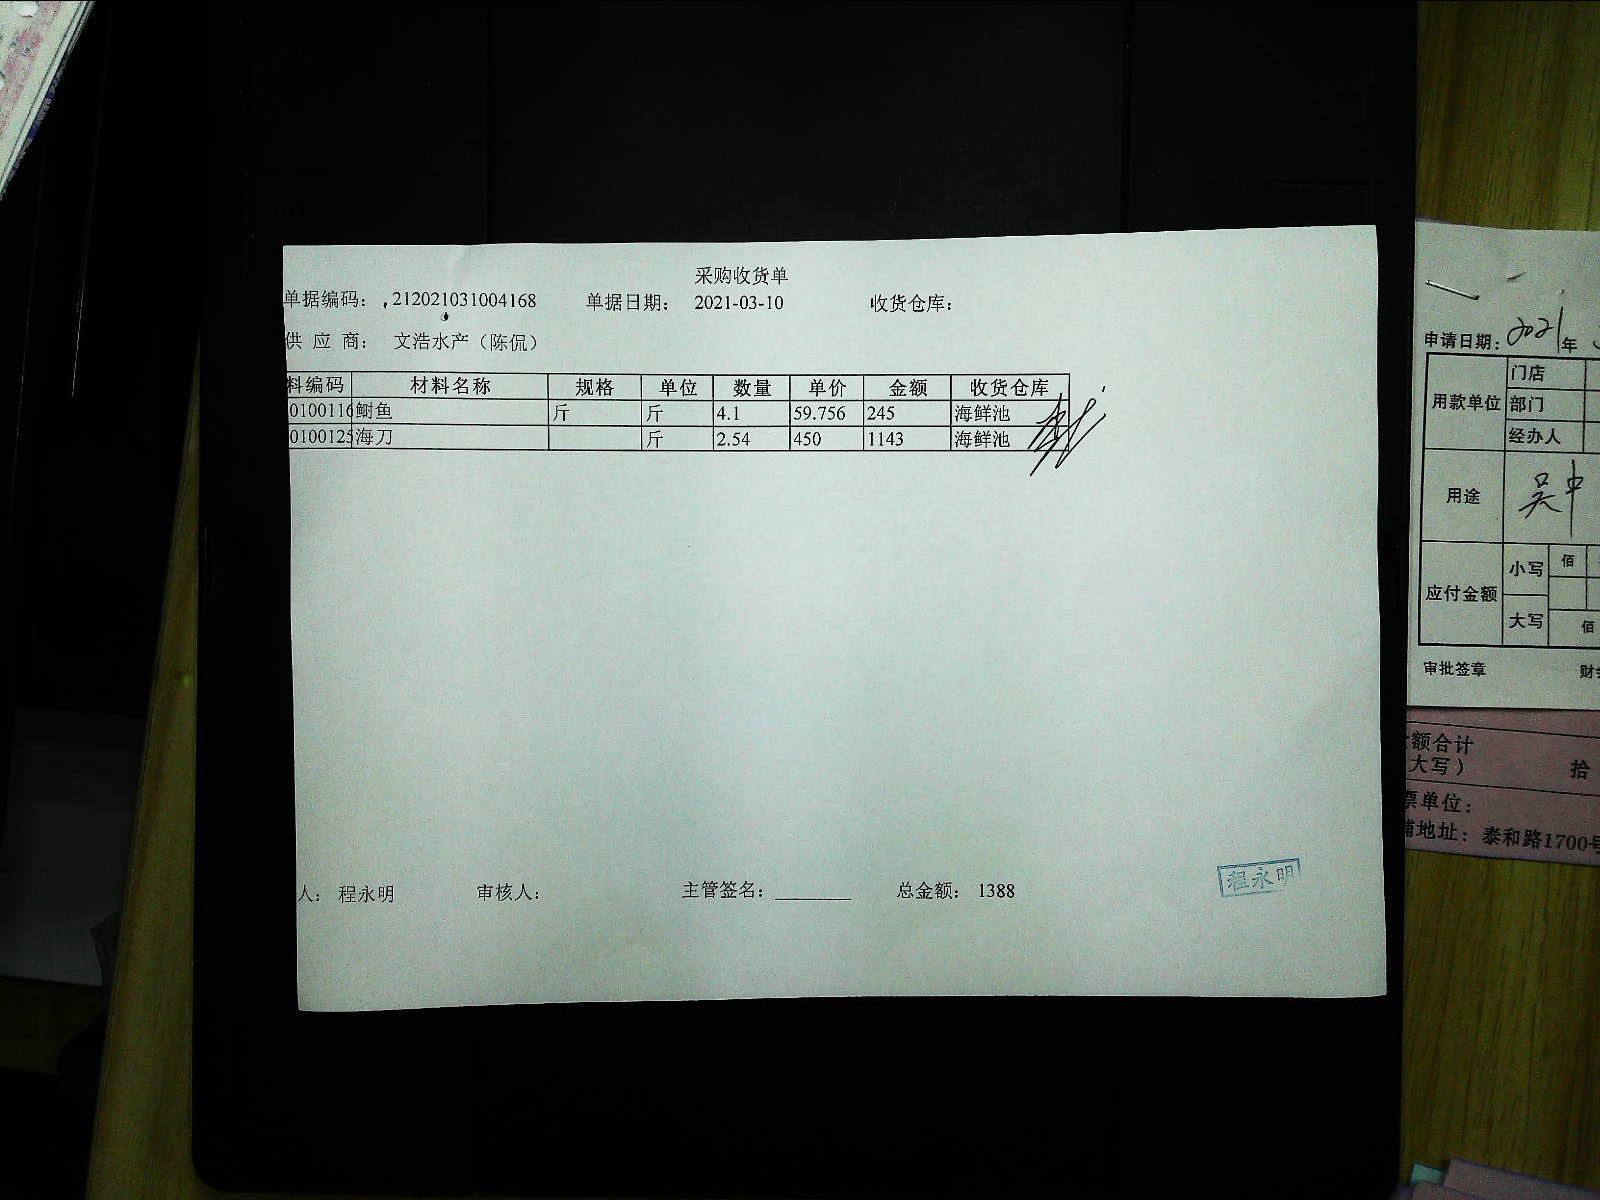 采购收货单
单据编码： 212021031004168 单据日期： 2021-03-10 收货仓库：
供 应 商： 文浩水产（陈侃）
料编码 材料名称 规格 单位 数量 单价 金额 收货仓库
0100116 鲥鱼 斤 斤 4.1 59.756 245 海鲜池
0100125 海刀 斤 2.54 450 1143 海鲜池
人： 程永明 审核人： 主管签名： 总金额： 1388
程永明
申请日期： 2021 年
用款单位 门店
部门
经办人
用途 吴中
应付金额 小写 佰
大写 佰
审批签章 财
额合计
大写） 拾
票单位：
地址： 泰和路1700号